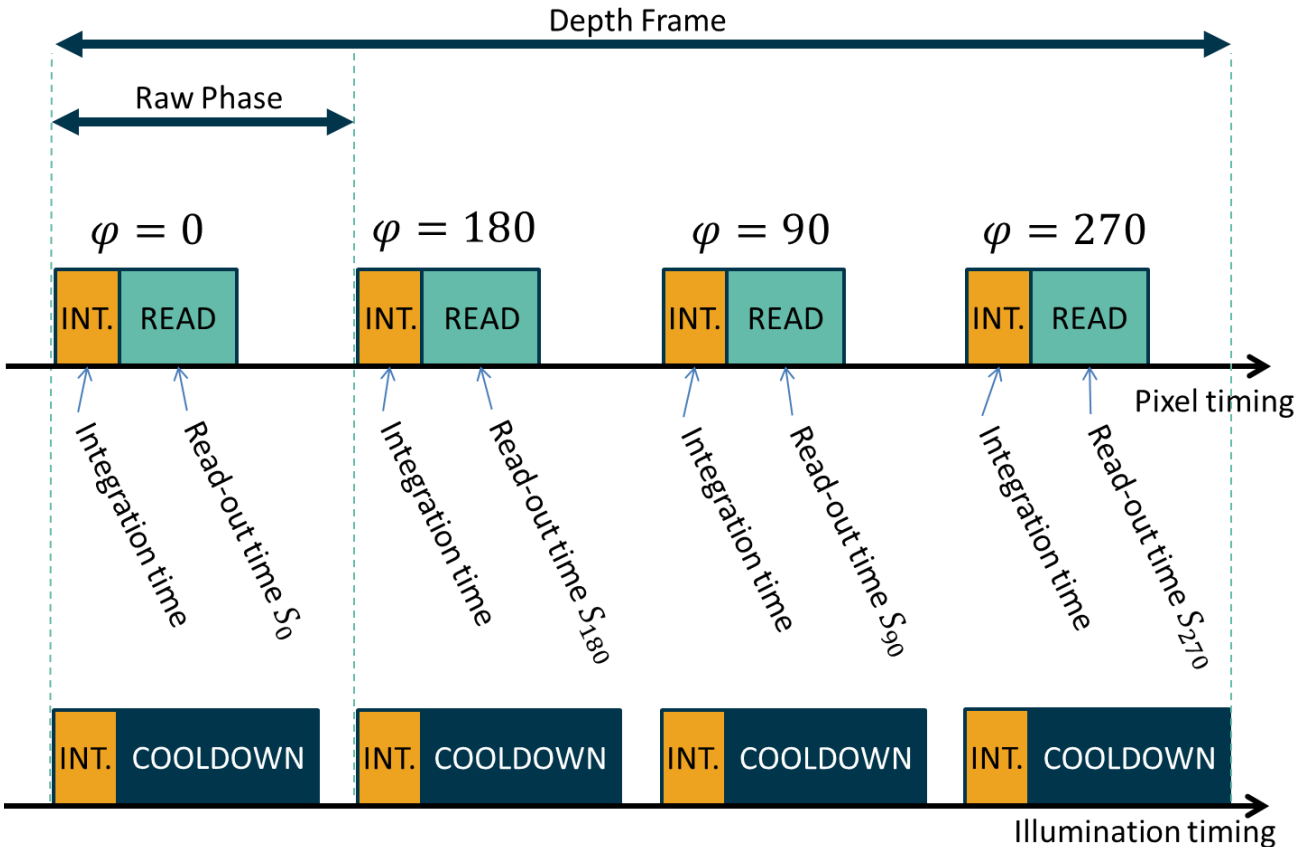 Depth Frame
Raw Phase
φ = 0
φ = 180
φ = 90
φ = 270
INT. READ
INT. READ
INT. READ
INT. READ
Pixel timing
Integration time
Read-out time S₀
Integration time
Read-out time S₁₈₀
Integration time
Read-out time S₉₀
Integration time
Read-out time S₂₇₀
INT. COOLDOWN
INT. COOLDOWN
INT. COOLDOWN
INT. COOLDOWN
Illumination timing